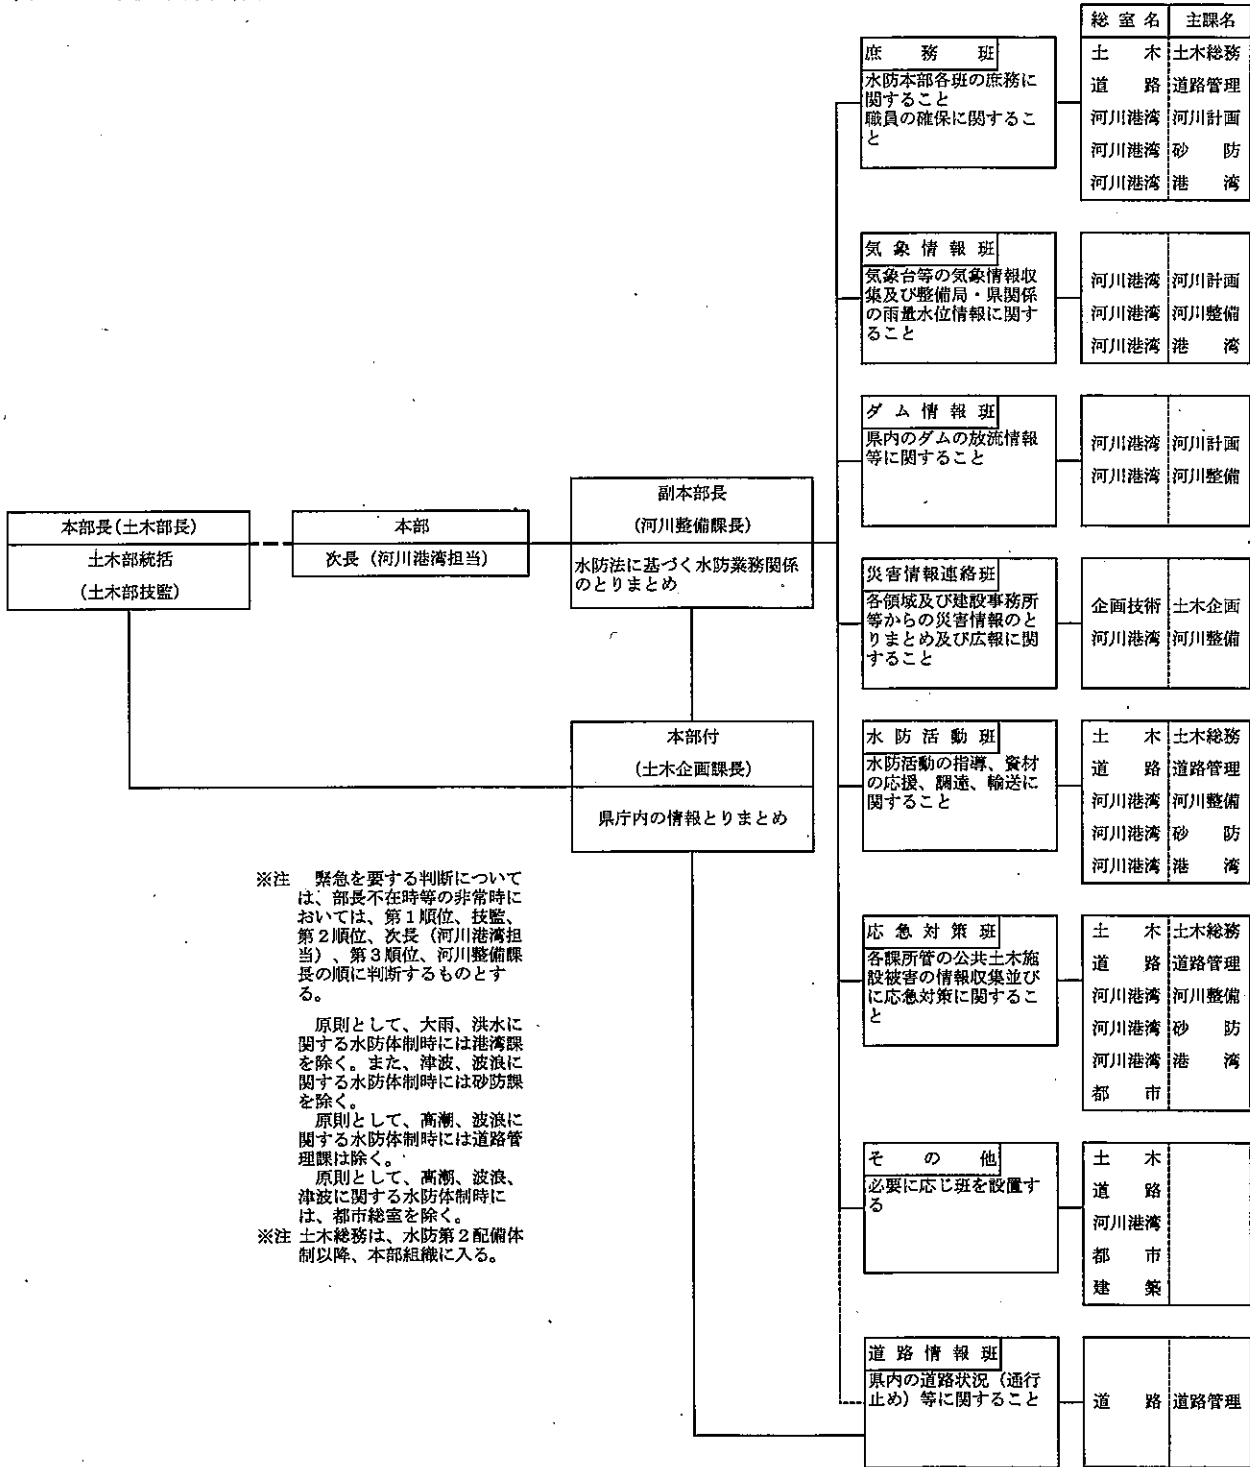 総室名 主課名
庶務班
水防本部各班の庶務に
関すること
職員の確保に関するこ
と
土木 土木総務
道路 道路管理
河川港湾 河川計画
河川港湾 砂防
河川港湾 港湾
気象情報班
気象台等の気象情報収
集及び整備局・県関係
の雨量水位情報に関す
ること
河川港湾 河川計画
河川港湾 河川整備
河川港湾 港湾
ダム情報班
県内のダムの放流情報
等に関すること
河川港湾 河川計画
河川港湾 河川整備
本部長(土木部長)
土木部統括
(土木部技監)
本部
次長(河川港湾担当)
副本部長
(河川整備課長)
水防法に基づく水防業務関係
のとりまとめ
災害情報連絡班
各領域及び建設事務所
等からの災害情報のと
りまとめ及び広報に関
すること
企画技術 土木企画
河川港湾 河川整備
本部付
(土木企画課長)
県庁内の情報とりまとめ
水防活動班
水防活動の指導、資材
の応援、調達、輸送に
関すること
土木 土木総務
道路 道路管理
河川港湾 河川整備
河川港湾 砂防
河川港湾 港湾
応急対策班
各課所管の公共土木施
設被害の情報収集並び
に応急対策に関するこ
と
土木 土木総務
道路 道路管理
河川港湾 河川整備
河川港湾 砂防
河川港湾 港湾
都市
その他
必要に応じ班を設置す
る
土木
道路
河川港湾
都市
建築
道路情報班
県内の道路状況(通行
止め)等に関すること
道路 道路管理
※注 緊急を要する判断について
は、部長不在時等の非常時に
おいては、第1順位、技監、
第2順位、次長(河川港湾担
当)、第3順位、河川整備課
長の順に判断するものとす
る。
原則として、大雨、洪水に
関する水防体制時には港湾課
を除く。また、津波、波浪に
関する水防体制時には砂防課
を除く。
原則として、高潮、波浪に
関する水防体制時には道路管
理課は除く。
原則として、高潮、波浪、
津波に関する水防体制時に
は、都市総室を除く。
※注 土木総務は、水防第2配備体
制以降、本部組織に入る。